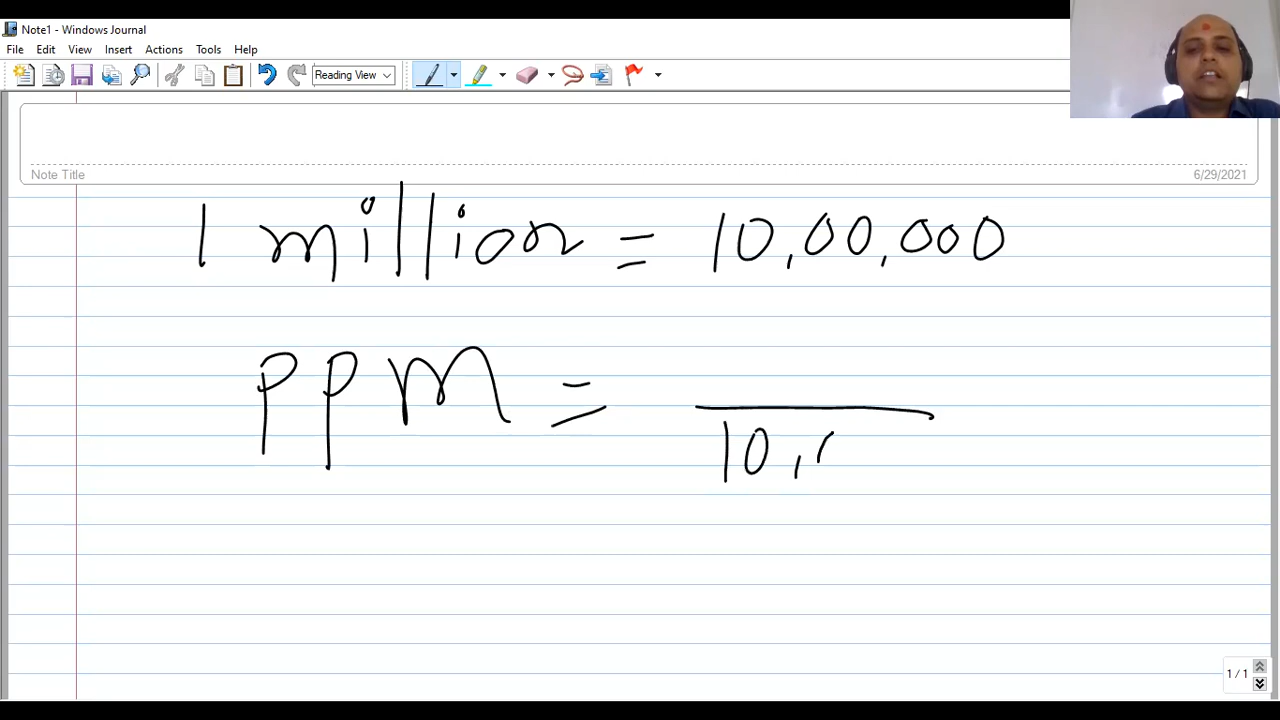 Note1 - Windows Journal
File Edit View Insert Actions Tools Help
Reading View
Note Title
6/29/2021
1 million = 10,00,000
PPM =
10,0
1 / 1